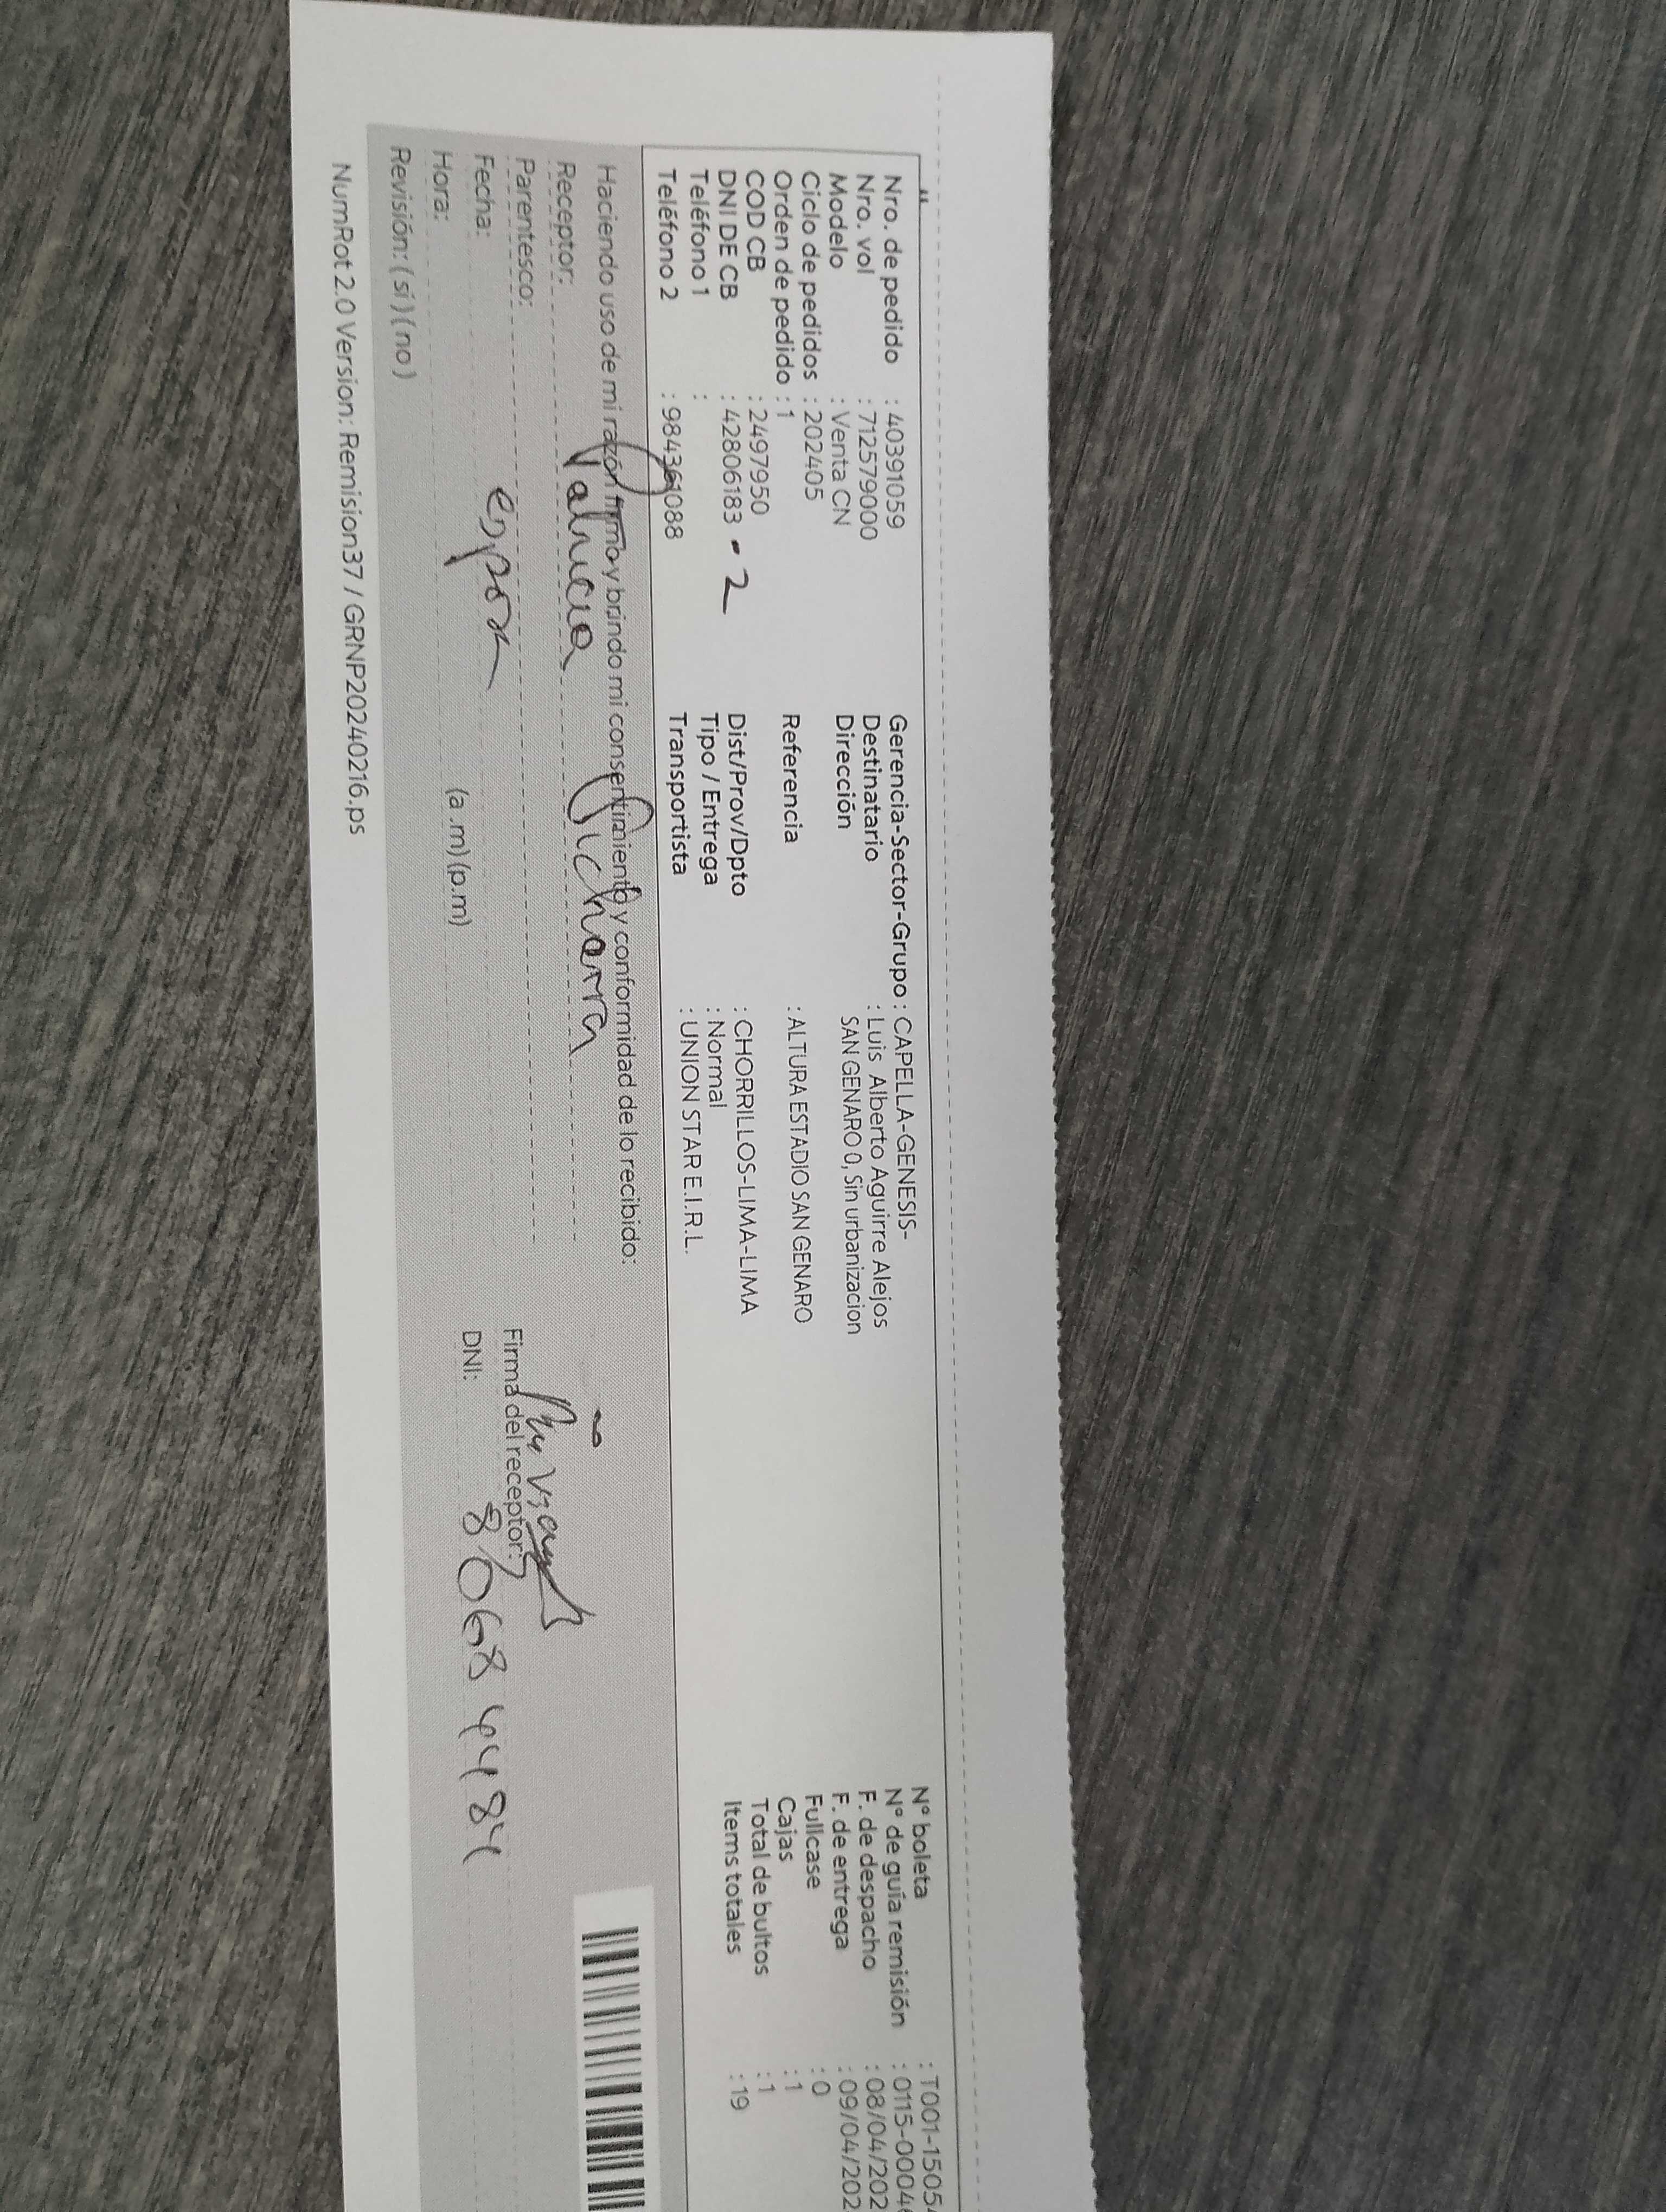 Nro. de pedido : 40391059
Nro. vol : 712579000
Modelo : Venta CN
Ciclo de pedidos : 202405
Orden de pedido : 1
COD CB : 2497950
DNI DE CB : 42806183 - 2
Teléfono 1 :
Teléfono 2 : 984361088
Gerencia-Sector-Grupo : CAPELLA-GENESIS-
Destinatario : Luis Alberto Aguirre Alejos
Dirección SAN GENARO 0, Sin urbanizacion
Referencia : ALTURA ESTADIO SAN GENARO
Dist/Prov/Dpto : CHORRILLOS-LIMA-LIMA
Tipo / Entrega : Normal
Transportista : UNION STAR E.I.R.L.
N° boleta : T001-1505
N° de guía remisión : 0115-0004
F. de despacho : 08/04/202
F. de entrega : 09/04/202
Fullcase : 0
Cajas : 1
Total de bultos : 1
Items totales : 19
Haciendo uso de mi razón firmo y brindo mi consentimiento y conformidad de lo recibido:
Receptor: Patricia Picharra
Parentesco:
Fecha:
Hora: (a .m) (p.m)
Revisión: ( si ) ( no )
Firma del receptor:
DNI: 80684484
NumRot 2.0 Version: Remision37 / GRNP20240216.ps